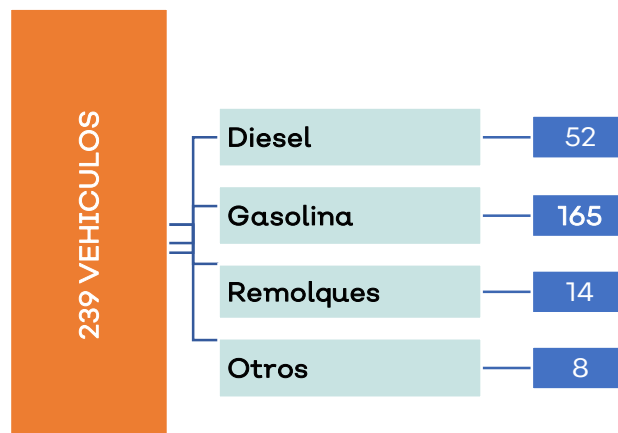 239 VEHICULOS
Diesel 52
Gasolina 165
Remolques 14
Otros 8